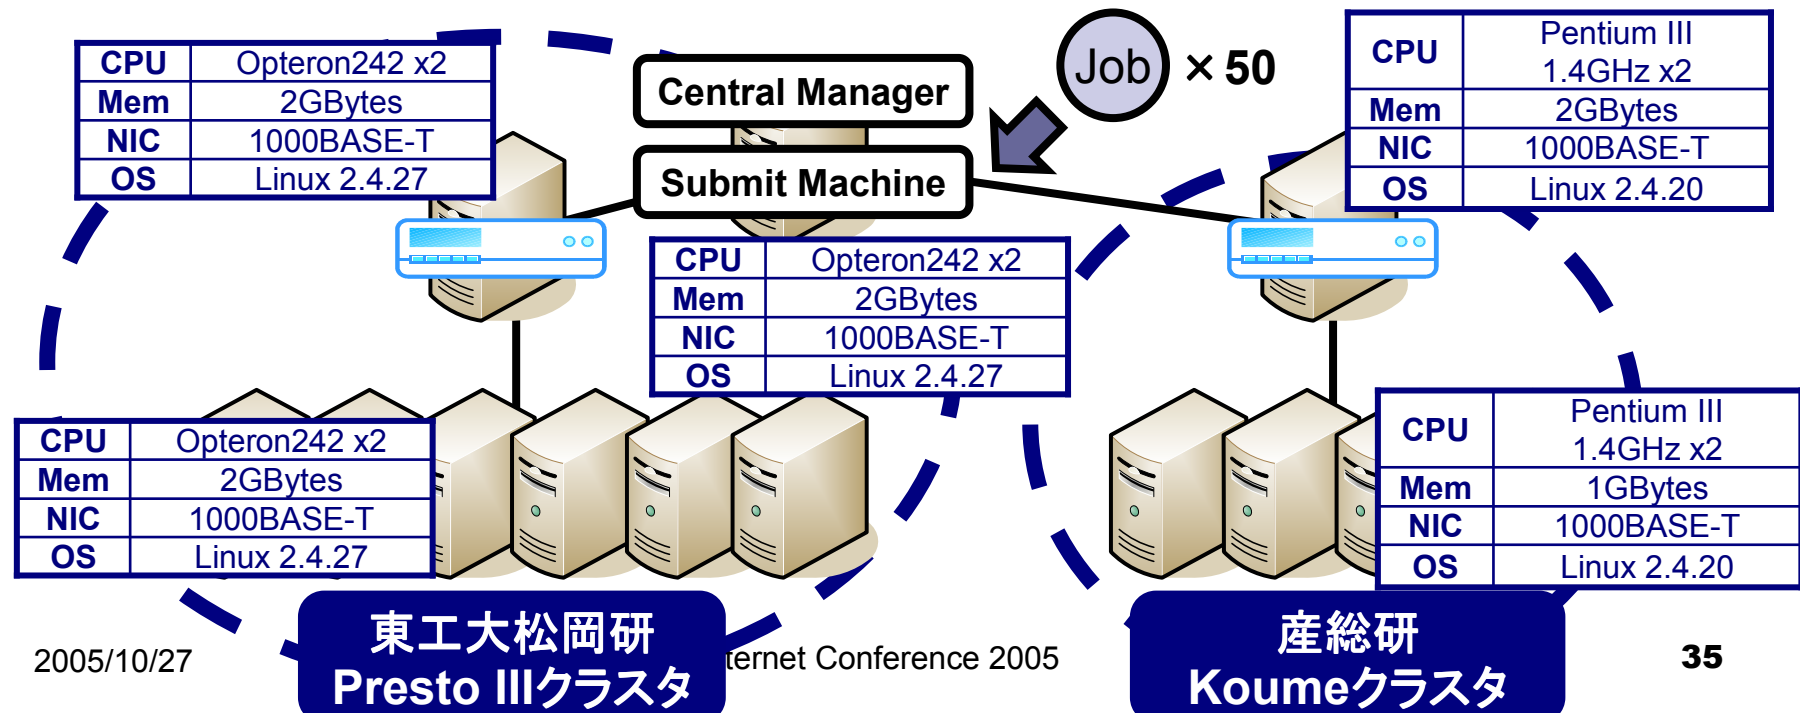 CPU Opteron242 x2
Mem 2GBytes
NIC 1000BASE-T
OS Linux 2.4.27
Central Manager
Submit Machine
Job ×50
CPU Pentium III
1.4GHz x2
Mem 2GBytes
NIC 1000BASE-T
OS Linux 2.4.20
CPU Opteron242 x2
Mem 2GBytes
NIC 1000BASE-T
OS Linux 2.4.27
CPU Opteron242 x2
Mem 2GBytes
NIC 1000BASE-T
OS Linux 2.4.27
CPU Pentium III
1.4GHz x2
Mem 1GBytes
NIC 1000BASE-T
OS Linux 2.4.20
東工大松岡研
Presto IIIクラスタ
産総研
Koumeクラスタ
2005/10/27
ternet Conference 2005
35